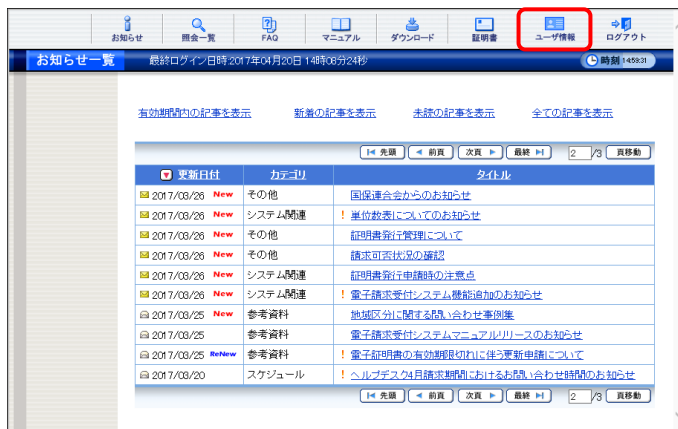 お知らせ 照会一覧 FAQ マニュアル ダウンロード 証明書 ユーザ情報 ログアウト
お知らせ一覧 最終ログイン日時:2017年04月20日 14時08分24秒 時刻 14:59:31
有効期間内の記事を表示 新着の記事を表示 未読の記事を表示 全ての記事を表示
先頭 前頁 次頁 最終 2 /3 頁移動
更新日付 カテゴリ タイトル
2017/03/26 New その他 国保連合会からのお知らせ
2017/03/26 New システム関連 ! 単位数表についてのお知らせ
2017/03/26 New その他 証明書発行管理について
2017/03/26 New その他 請求可否状況の確認
2017/03/26 New システム関連 証明書発行申請時の注意点
2017/03/26 New システム関連 ! 電子請求受付システム機能追加のお知らせ
2017/03/25 New 参考資料 地域区分に関する問い合わせ事例集
2017/03/25 参考資料 電子請求受付システムマニュアルリリースのお知らせ
2017/03/25 ReNew 参考資料 ! 電子証明書の有効期限切れに伴う更新申請について
2017/03/20 スケジュール ! ヘルプデスク4月請求期間におけるお問い合わせ時間のお知らせ
先頭 前頁 次頁 最終 2 /3 頁移動